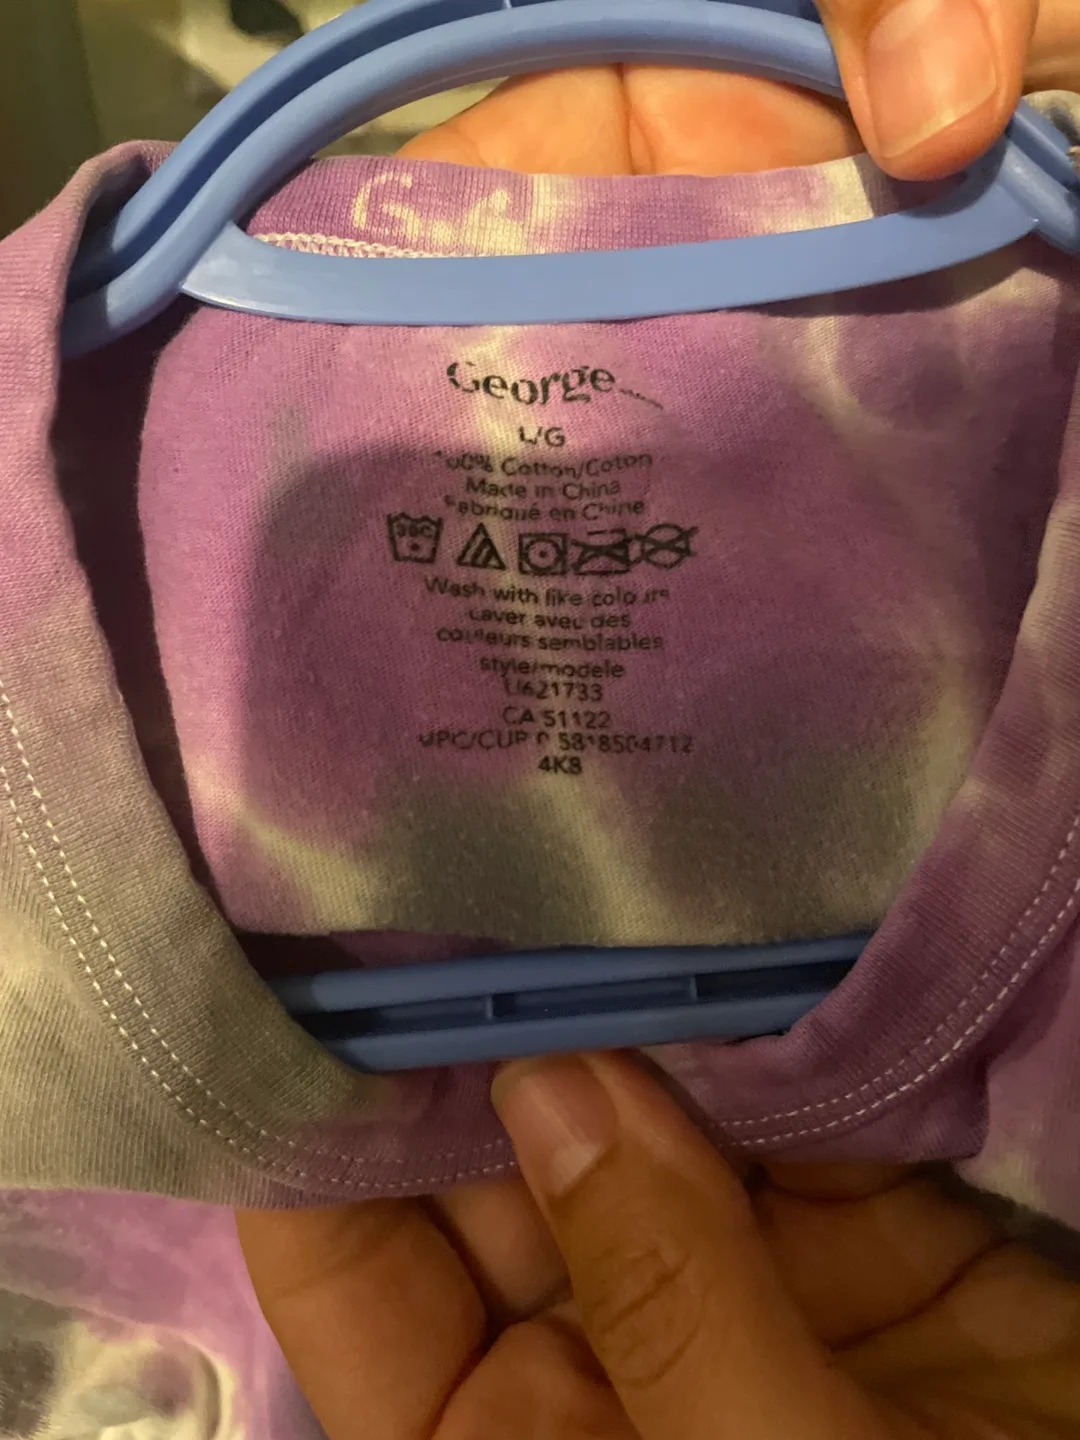 G.C
George
L/G
100% Cotton/Coton
Made in China
Fabriqué en Chine
30C
Wash with like colours
Laver avec des
couleurs semblables
style/modele
U621733
CA 51122
UPC/CUP 0 5818504712
4K8